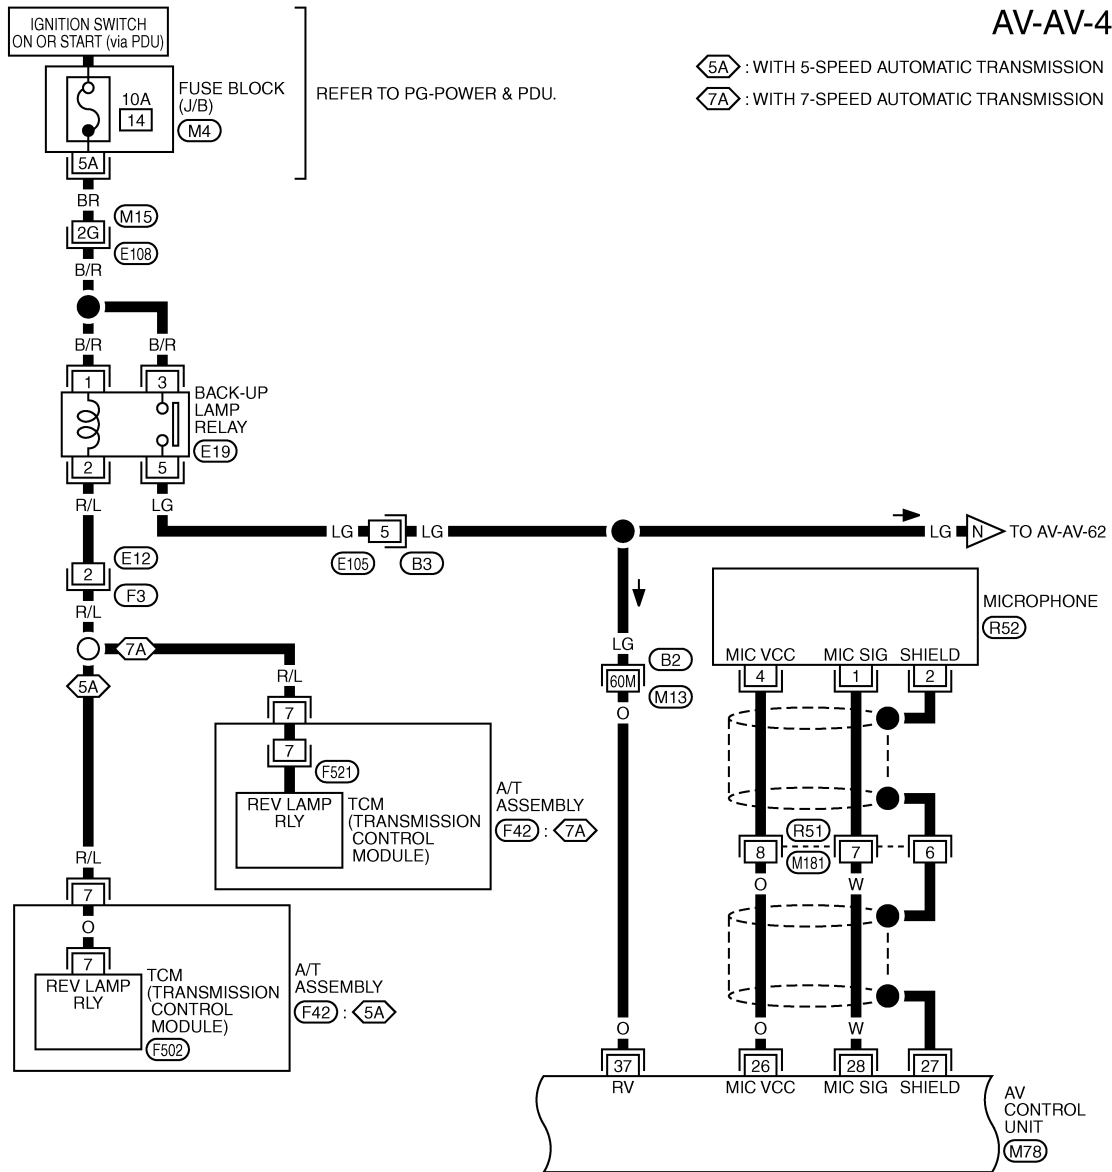 AV-AV-4
IGNITION SWITCH
ON OR START (via PDU)
5A : WITH 5-SPEED AUTOMATIC TRANSMISSION
7A : WITH 7-SPEED AUTOMATIC TRANSMISSION
10A
14
FUSE BLOCK
(J/B)
M4
REFER TO PG-POWER & PDU.
5A
BR
M15
2G
E108
B/R
B/R
B/R
1
3
BACK-UP
LAMP
RELAY
E19
2
5
R/L
LG
LG
5
LG
LG
N
TO AV-AV-62
E105
B3
E12
2
F3
R/L
7A
5A
R/L
LG
B2
60M
M13
O
MICROPHONE
R52
MIC VCC
MIC SIG
SHIELD
4
1
2
7
7
F521
REV LAMP
RLY
TCM
(TRANSMISSION
CONTROL
MODULE)
A/T
ASSEMBLY
F42 : 7A
R51
8
7
6
M181
O
W
R/L
7
O
7
REV LAMP
RLY
TCM
(TRANSMISSION
CONTROL
MODULE)
F502
A/T
ASSEMBLY
F42 : 5A
O
O
W
37
26
28
27
RV
MIC VCC
MIC SIG
SHIELD
AV
CONTROL
UNIT
M78